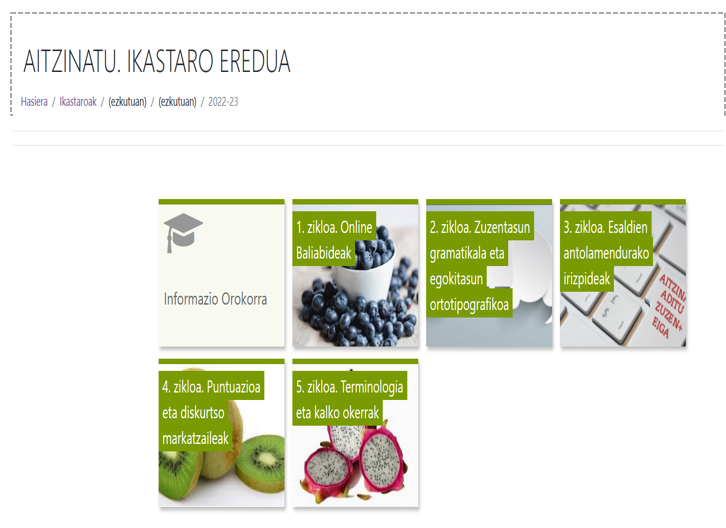 AITZINATU. IKASTARO EREDUA
Hasiera / Ikastaroak / (ezkutuan) / (ezkutuan) / 2022-23
Informazio Orokorra
1. zikloa. Online
Baliabideak
2. zikloa. Zuzentasun
gramatikala eta
egokitasun
ortotipografikoa
3. zikloa. Esaldien
antolamendurako
irizpideak
AITZINA
ADITU
ZUZEN+
EIGA
4. zikloa. Puntuazioa
eta diskurtso
markatzaileak
5. zikloa. Terminologia
eta kalko okerrak